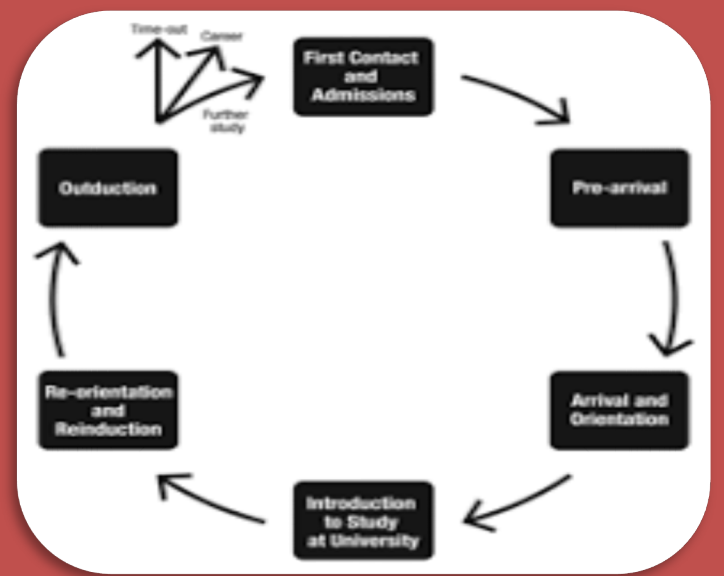 Time-out
Career
Further
study
First Contact
and
Admissions
Pre-arrival
Arrival and
Orientation
Introduction
to Study
at University
Re-orientation
and
Reinduction
Outduction